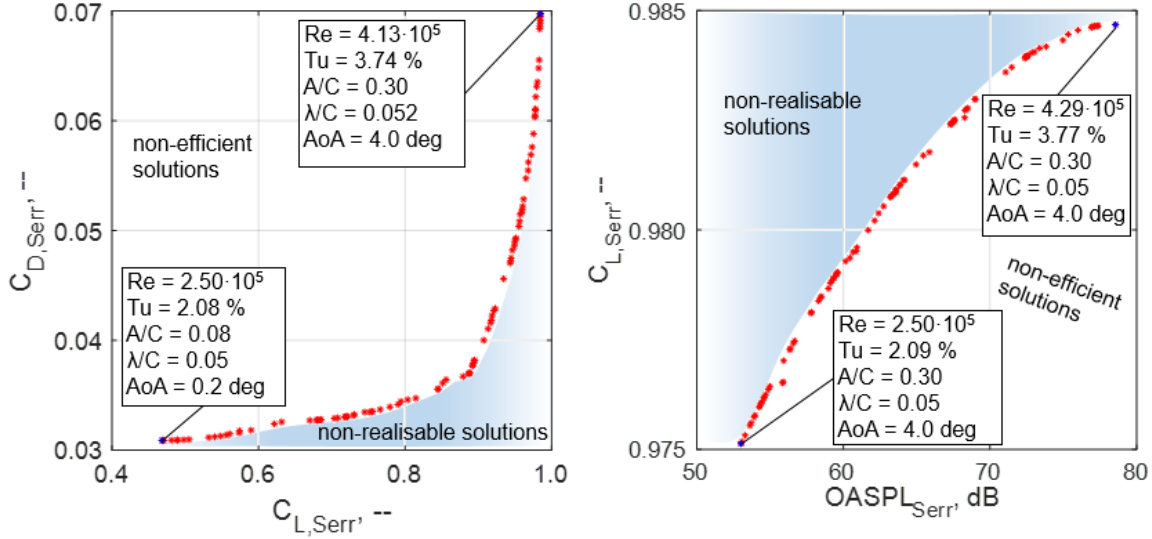 0.07
0.06
0.05
0.04
0.03
C_D,Serr, --
Re = 4.13·10⁵
Tu = 3.74 %
A/C = 0.30
λ/C = 0.052
AoA = 4.0 deg
non-efficient
solutions
Re = 2.50·10⁵
Tu = 2.08 %
A/C = 0.08
λ/C = 0.05
AoA = 0.2 deg
non-realisable solutions
0.4
0.6
0.8
1.0
C_L,Serr, --
0.985
0.980
0.975
C_L,Serr, --
non-realisable
solutions
Re = 4.29·10⁵
Tu = 3.77 %
A/C = 0.30
λ/C = 0.05
AoA = 4.0 deg
non-efficient
solutions
Re = 2.50·10⁵
Tu = 2.09 %
A/C = 0.30
λ/C = 0.05
AoA = 4.0 deg
50
60
70
80
OASPL_Serr, dB